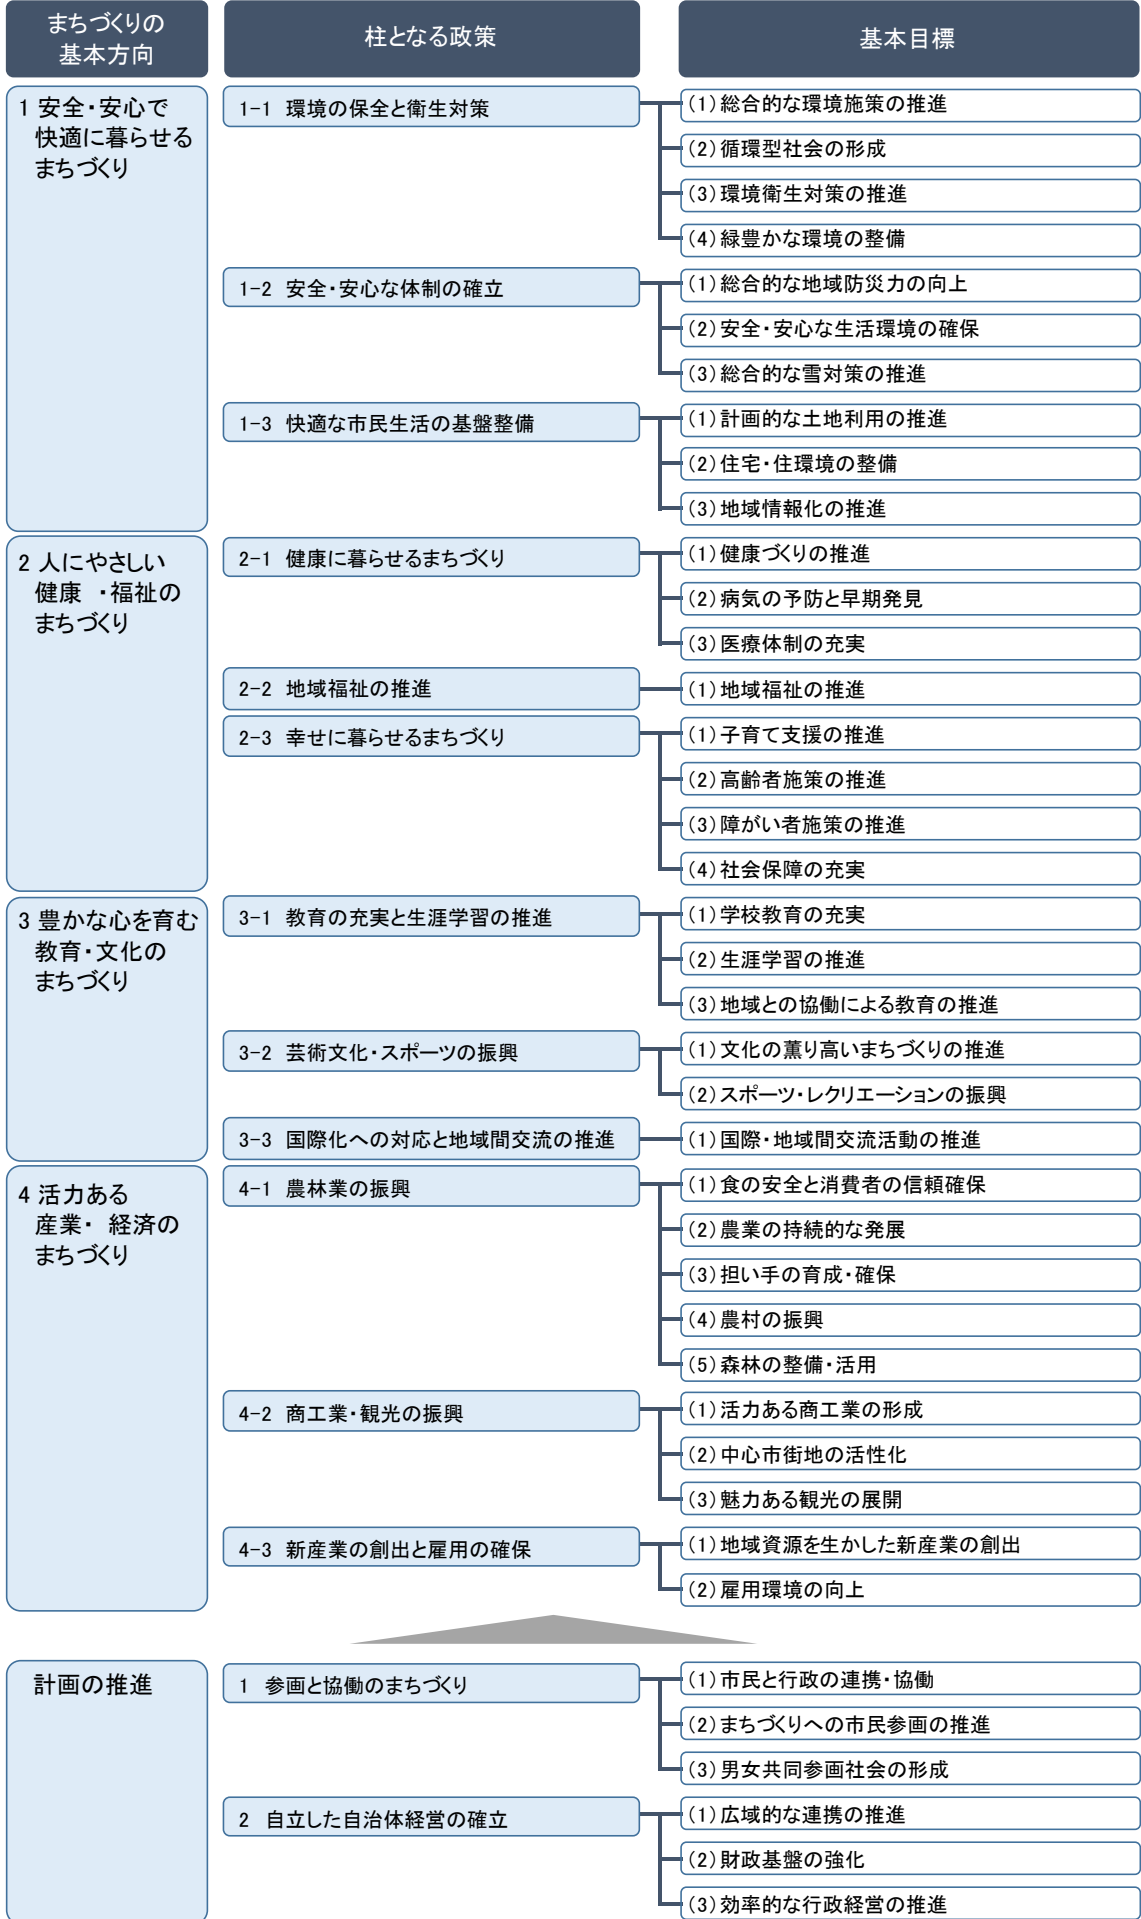 まちづくりの
基本方向
柱となる政策
基本目標
1 安全・安心で
快適に暮らせる
まちづくり
1-1 環境の保全と衛生対策
(1)総合的な環境施策の推進
(2)循環型社会の形成
(3)環境衛生対策の推進
(4)緑豊かな環境の整備
1-2 安全・安心な体制の確立
(1)総合的な地域防災力の向上
(2)安全・安心な生活環境の確保
(3)総合的な雪対策の推進
1-3 快適な市民生活の基盤整備
(1)計画的な土地利用の推進
(2)住宅・住環境の整備
(3)地域情報化の推進
2 人にやさしい
健康 ・福祉の
まちづくり
2-1 健康に暮らせるまちづくり
(1)健康づくりの推進
(2)病気の予防と早期発見
(3)医療体制の充実
2-2 地域福祉の推進
(1)地域福祉の推進
2-3 幸せに暮らせるまちづくり
(1)子育て支援の推進
(2)高齢者施策の推進
(3)障がい者施策の推進
(4)社会保障の充実
3 豊かな心を育む
教育・文化の
まちづくり
3-1 教育の充実と生涯学習の推進
(1)学校教育の充実
(2)生涯学習の推進
(3)地域との協働による教育の推進
3-2 芸術文化・スポーツの振興
(1)文化の薫り高いまちづくりの推進
(2)スポーツ・レクリエーションの振興
3-3 国際化への対応と地域間交流の推進
(1)国際・地域間交流活動の推進
4 活力ある
産業・ 経済の
まちづくり
4-1 農林業の振興
(1)食の安全と消費者の信頼確保
(2)農業の持続的な発展
(3)担い手の育成・確保
(4)農村の振興
(5)森林の整備・活用
4-2 商工業・観光の振興
(1)活力ある商工業の形成
(2)中心市街地の活性化
(3)魅力ある観光の展開
4-3 新産業の創出と雇用の確保
(1)地域資源を生かした新産業の創出
(2)雇用環境の向上
計画の推進
1 参画と協働のまちづくり
(1)市民と行政の連携・協働
(2)まちづくりへの市民参画の推進
(3)男女共同参画社会の形成
2 自立した自治体経営の確立
(1)広域的な連携の推進
(2)財政基盤の強化
(3)効率的な行政経営の推進